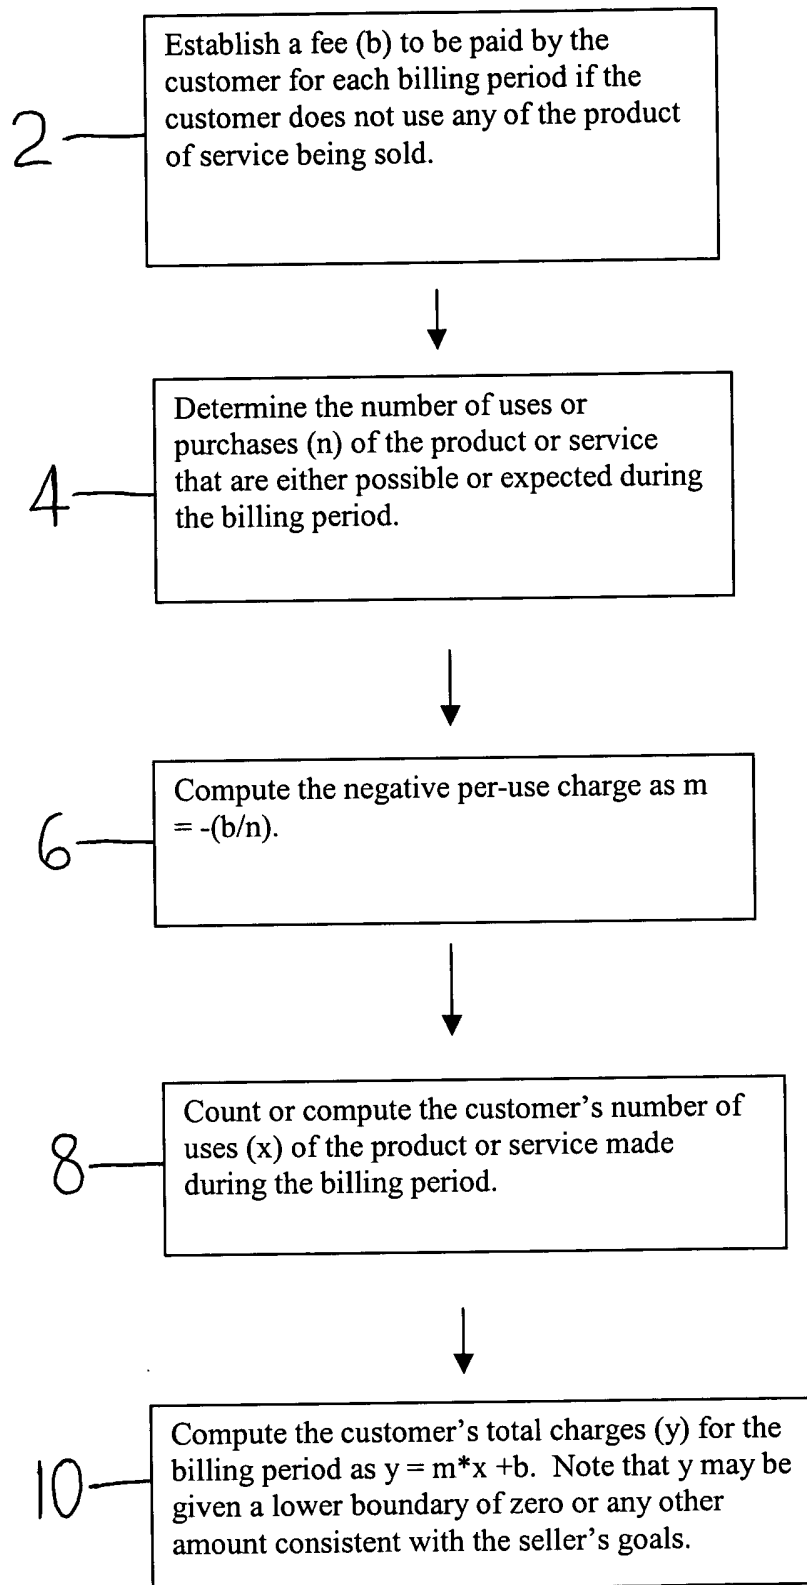 Establish a fee (b) to be paid by the
customer for each billing period if the
customer does not use any of the product
of service being sold.
2
Determine the number of uses or
purchases (n) of the product or service
that are either possible or expected during
the billing period.
4
Compute the negative per-use charge as m
= -(b/n).
6
Count or compute the customer's number of
uses (x) of the product or service made
during the billing period.
8
Compute the customer's total charges (y) for the
billing period as y = m*x +b.  Note that y may be
given a lower boundary of zero or any other
amount consistent with the seller's goals.
10